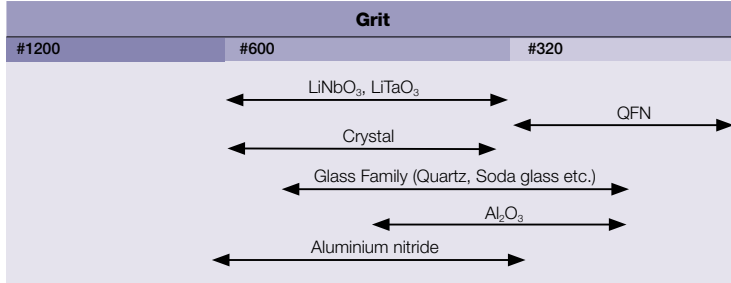 Grit
#1200 #600 #320
LiNbO₃, LiTaO₃
QFN
Crystal
Glass Family (Quartz, Soda glass etc.)
Al₂O₃
Aluminium nitride